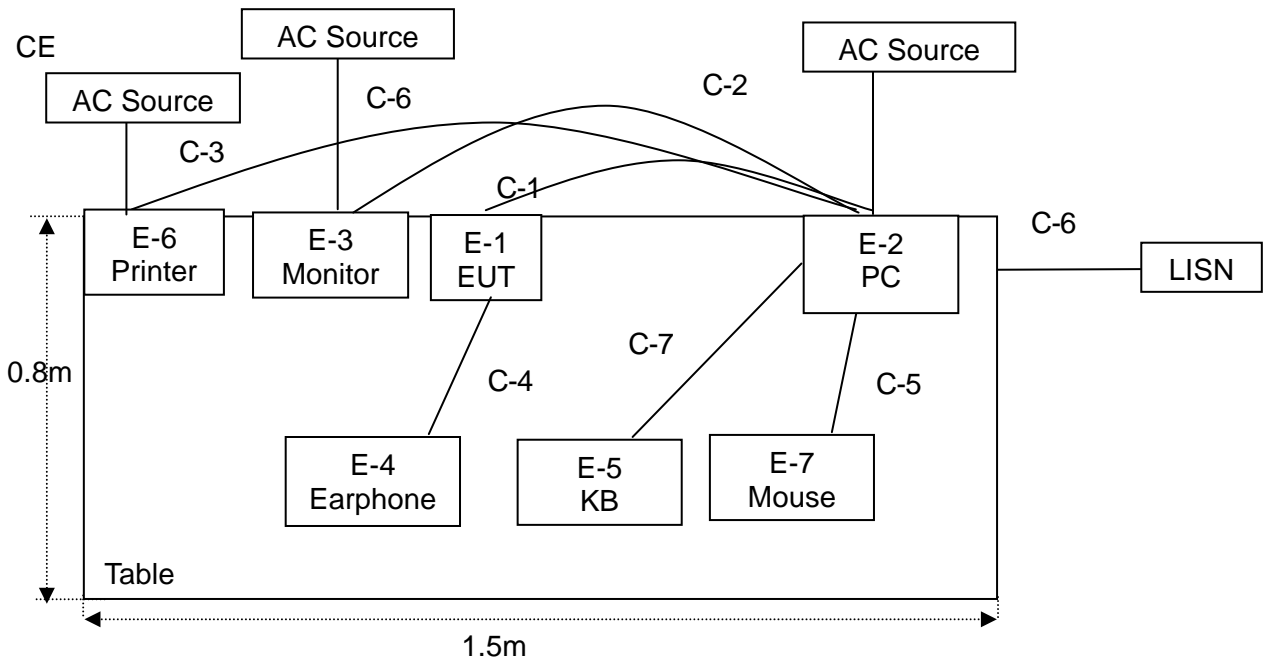 CE
AC Source
AC Source
AC Source
C-6
C-2
C-3
C-1
E-6
Printer
E-3
Monitor
E-1
EUT
E-2
PC
C-6
LISN
0.8m
C-7
C-4
C-5
E-4
Earphone
E-5
KB
E-7
Mouse
Table
1.5m